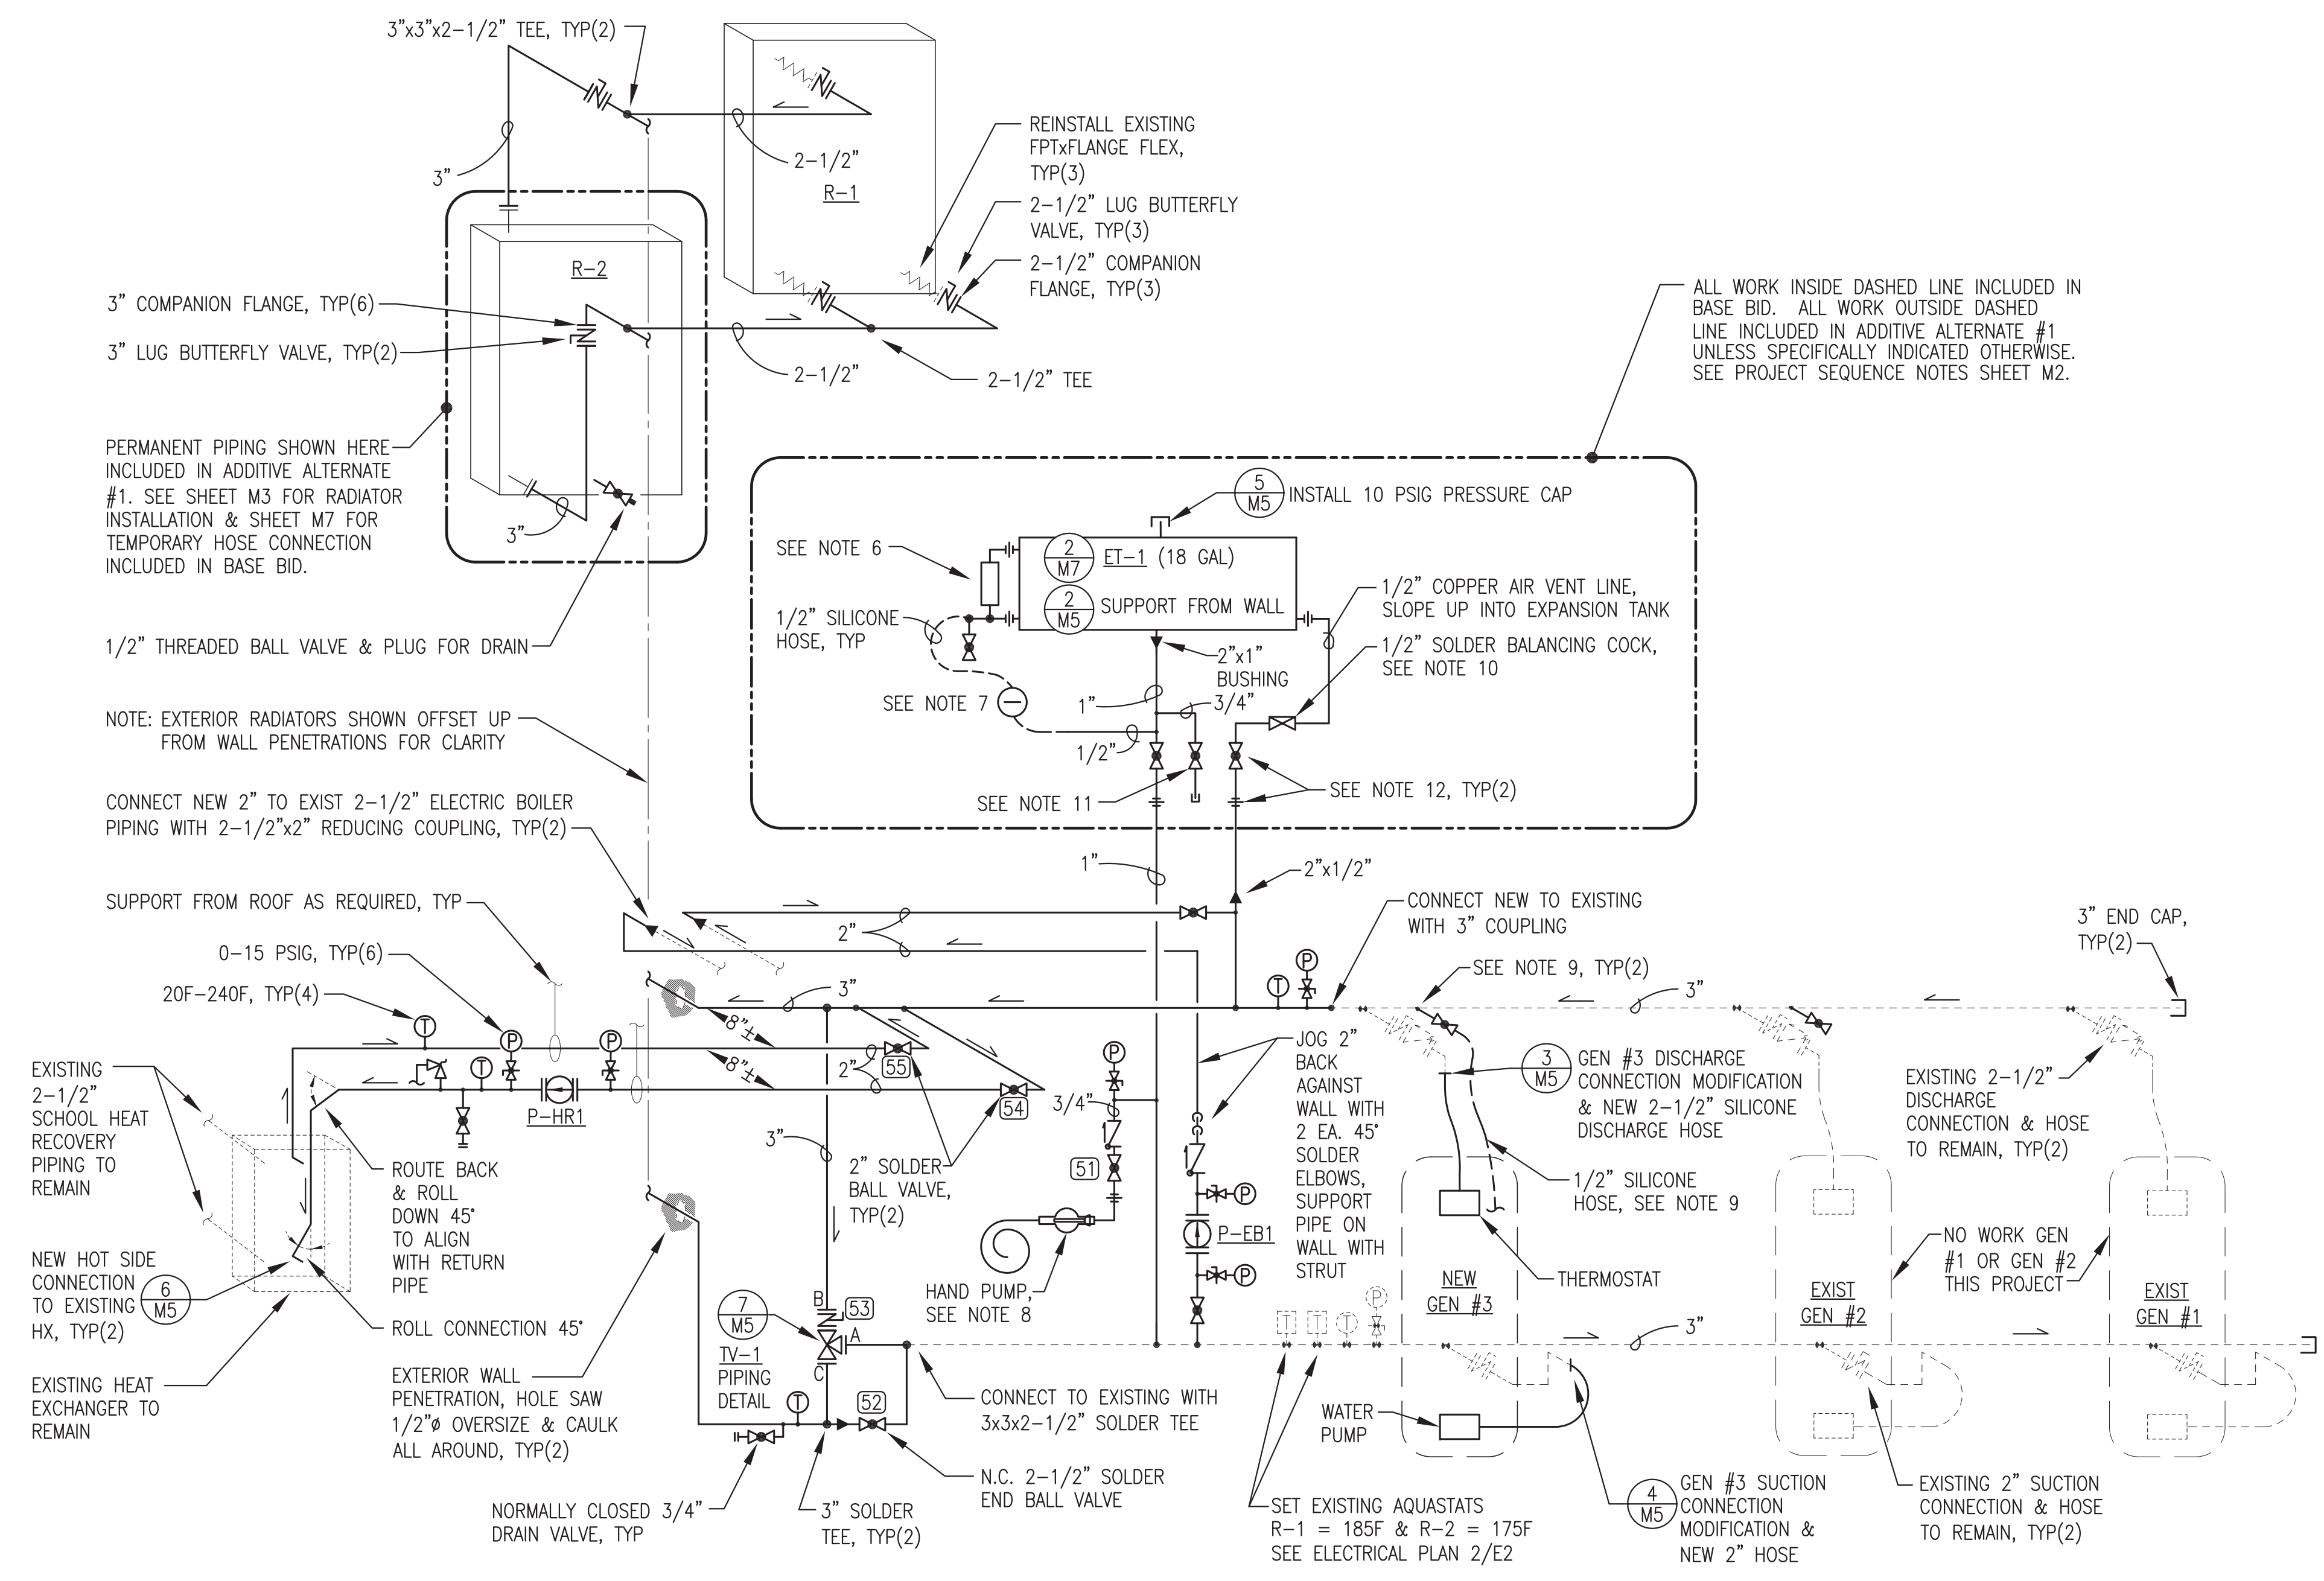 3"x3"x2-1/2" TEE, TYP(2)
3"
2-1/2"
R-1
REINSTALL EXISTING
FPTxFLANGE FLEX,
TYP(3)
2-1/2" LUG BUTTERFLY
VALVE, TYP(3)
2-1/2" COMPANION
FLANGE, TYP(3)
R-2
3" COMPANION FLANGE, TYP(6)
3" LUG BUTTERFLY VALVE, TYP(2)
2-1/2"
2-1/2" TEE
ALL WORK INSIDE DASHED LINE INCLUDED IN
BASE BID. ALL WORK OUTSIDE DASHED
LINE INCLUDED IN ADDITIVE ALTERNATE #1
UNLESS SPECIFICALLY INDICATED OTHERWISE.
SEE PROJECT SEQUENCE NOTES SHEET M2.
PERMANENT PIPING SHOWN HERE
INCLUDED IN ADDITIVE ALTERNATE
#1. SEE SHEET M3 FOR RADIATOR
INSTALLATION & SHEET M7 FOR
TEMPORARY HOSE CONNECTION
INCLUDED IN BASE BID.
3"
5
M5
INSTALL 10 PSIG PRESSURE CAP
SEE NOTE 6
2
M7
ET-1 (18 GAL)
2
M5
SUPPORT FROM WALL
1/2" COPPER AIR VENT LINE,
SLOPE UP INTO EXPANSION TANK
1/2" SILICONE
HOSE, TYP
1/2" SOLDER BALANCING COCK,
SEE NOTE 10
2"x1"
BUSHING
1/2" THREADED BALL VALVE & PLUG FOR DRAIN
SEE NOTE 7
1"
3/4"
1/2"
NOTE: EXTERIOR RADIATORS SHOWN OFFSET UP
FROM WALL PENETRATIONS FOR CLARITY
SEE NOTE 11
SEE NOTE 12, TYP(2)
CONNECT NEW 2" TO EXIST 2-1/2" ELECTRIC BOILER
PIPING WITH 2-1/2"x2" REDUCING COUPLING, TYP(2)
1"
2"x1/2"
SUPPORT FROM ROOF AS REQUIRED, TYP
2"
CONNECT NEW TO EXISTING
WITH 3" COUPLING
3" END CAP,
TYP(2)
0-15 PSIG, TYP(6)
20F-240F, TYP(4)
P
T
SEE NOTE 9, TYP(2)
3"
3"
8"±
8"±
T
P
P
T
2"
55
54
P-HR1
EXISTING
2-1/2"
SCHOOL HEAT
RECOVERY
PIPING TO
REMAIN
P
3/4"
JOG 2"
BACK
AGAINST
WALL WITH
2 EA. 45°
SOLDER
ELBOWS,
SUPPORT
PIPE ON
WALL WITH
STRUT
3
M5
GEN #3 DISCHARGE
CONNECTION MODIFICATION
& NEW 2-1/2" SILICONE
DISCHARGE HOSE
EXISTING 2-1/2"
DISCHARGE
CONNECTION & HOSE
TO REMAIN, TYP(2)
3"
2" SOLDER
BALL VALVE,
TYP(2)
51
ROUTE BACK
& ROLL
DOWN 45°
TO ALIGN
WITH RETURN
PIPE
1/2" SILICONE
HOSE, SEE NOTE 9
P
P-EB1
P
NEW HOT SIDE
CONNECTION
TO EXISTING
HX, TYP(2)
6
M5
HAND PUMP,
SEE NOTE 8
NO WORK GEN
#1 OR GEN #2
THIS PROJECT
THERMOSTAT
NEW
GEN #3
EXIST
GEN #2
EXIST
GEN #1
ROLL CONNECTION 45°
7
M5
TV-1
PIPING
DETAIL
B
53
A
C
T
T
T
P
3"
EXISTING HEAT
EXCHANGER TO
REMAIN
EXTERIOR WALL
PENETRATION, HOLE SAW
1/2"ø OVERSIZE & CAULK
ALL AROUND, TYP(2)
T
52
CONNECT TO EXISTING WITH
3x3x2-1/2" SOLDER TEE
WATER
PUMP
N.C. 2-1/2" SOLDER
END BALL VALVE
NORMALLY CLOSED 3/4"
DRAIN VALVE, TYP
3" SOLDER
TEE, TYP(2)
SET EXISTING AQUASTATS
R-1 = 185F & R-2 = 175F
SEE ELECTRICAL PLAN 2/E2
4
M5
GEN #3 SUCTION
CONNECTION
MODIFICATION &
NEW 2" HOSE
EXISTING 2" SUCTION
CONNECTION & HOSE
TO REMAIN, TYP(2)